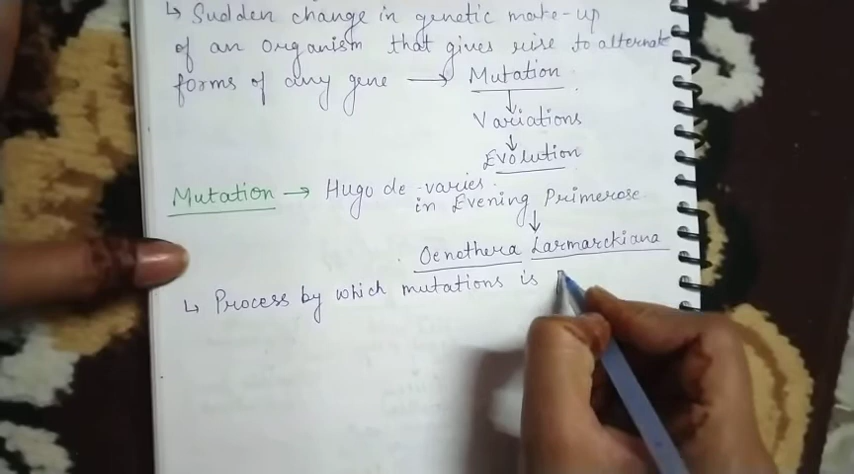 ↳ Sudden change in genetic make-up
of an organism that gives rise to alternate
forms of any gene → Mutation
↓
Variations
↓
Evolution
Mutation → Hugo de-varies.
in Evening Primerose
↓
Oenothera Larmarckiana
↳ Process by which mutations is